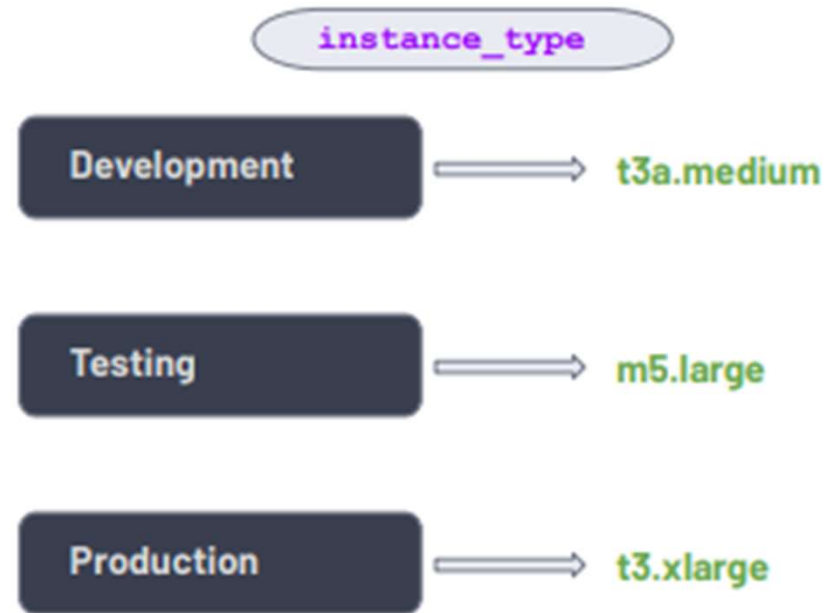 instance_type
Development
t3a.medium
Testing
m5.large
Production
t3.xlarge